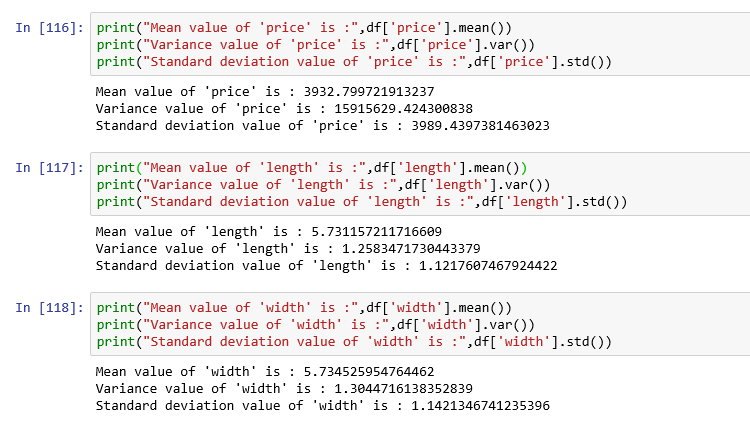 In [116]: print("Mean value of 'price' is :",df['price'].mean())
print("Variance value of 'price' is :",df['price'].var())
print("Standard deviation value of 'price' is :",df['price'].std())
Mean value of 'price' is : 3932.799721913237
Variance value of 'price' is : 15915629.424300838
Standard deviation value of 'price' is : 3989.4397381463023
In [117]: print("Mean value of 'length' is :",df['length'].mean())
print("Variance value of 'length' is :",df['length'].var())
print("Standard deviation value of 'length' is :",df['length'].std())
Mean value of 'length' is : 5.731157211716609
Variance value of 'length' is : 1.2583471730443379
Standard deviation value of 'length' is : 1.1217607467924422
In [118]: print("Mean value of 'width' is :",df['width'].mean())
print("Variance value of 'width' is :",df['width'].var())
print("Standard deviation value of 'width' is :",df['width'].std())
Mean value of 'width' is : 5.734525954764462
Variance value of 'width' is : 1.3044716138352839
Standard deviation value of 'width' is : 1.1421346741235396